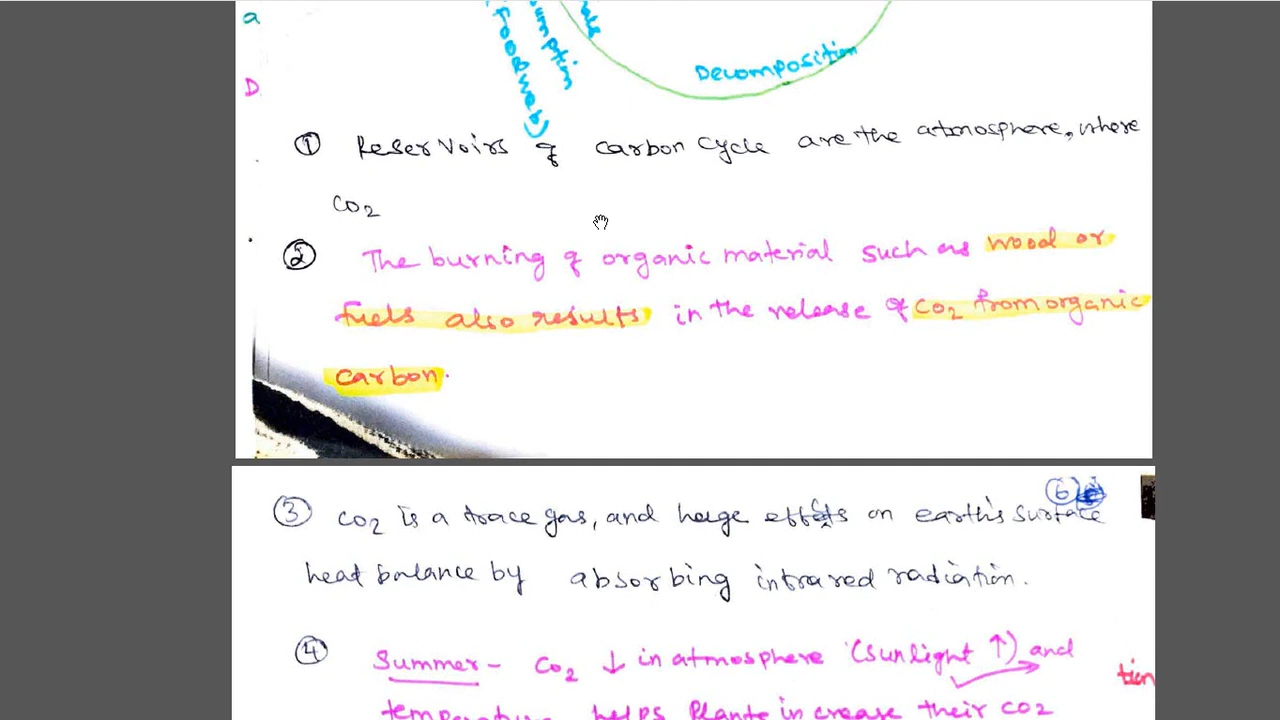 a
Decomposition
D
① Reservoirs of carbon cycle are the atmosphere, where
CO2
② The burning of organic material such as wood or
fuels also results in the release of CO2 from organic
carbon.
6
③ CO2 is a trace gas, and huge effects on earth's surface
heat balance by absorbing infrared radiation.
④ Summer - CO2 ↓ in atmosphere (sunlight ↑) and
temperature helps plants increase their CO2